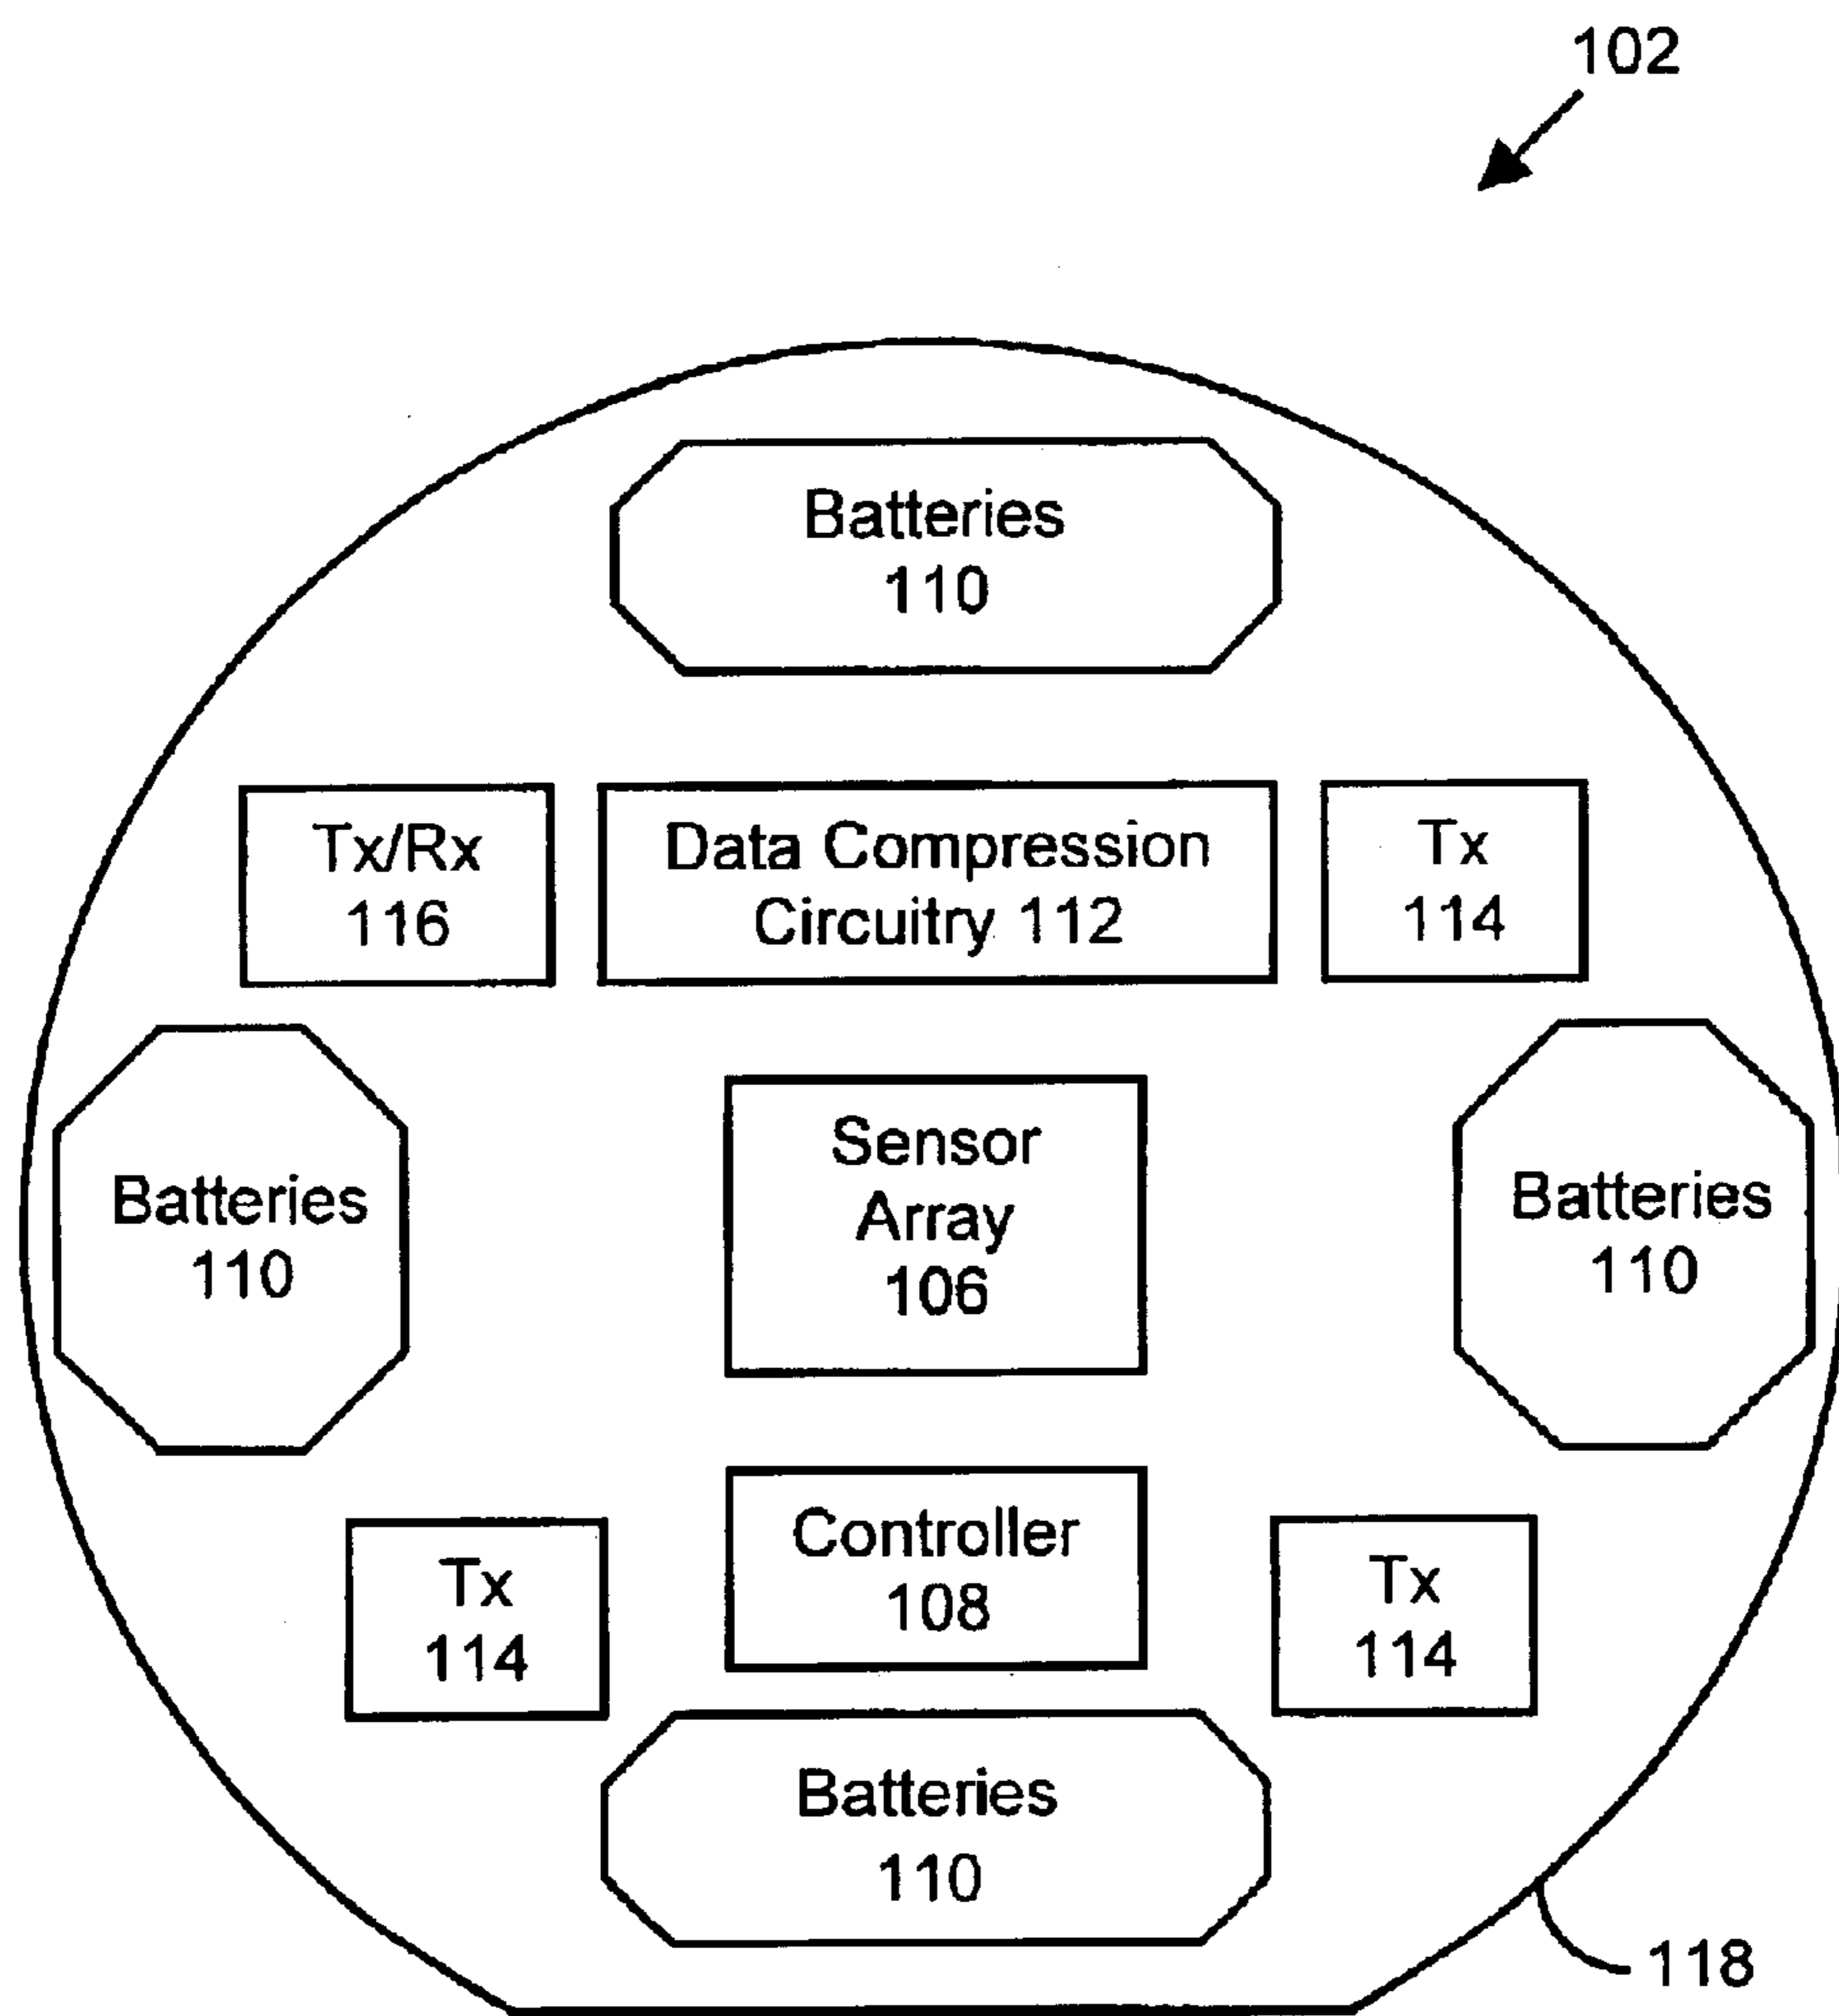 102
Batteries
110
Tx/Rx
116
Data Compression
Circuitry 112
Tx
114
Batteries
110
Sensor
Array
106
Batteries
110
Tx
114
Controller
108
Tx
114
Batteries
110
118